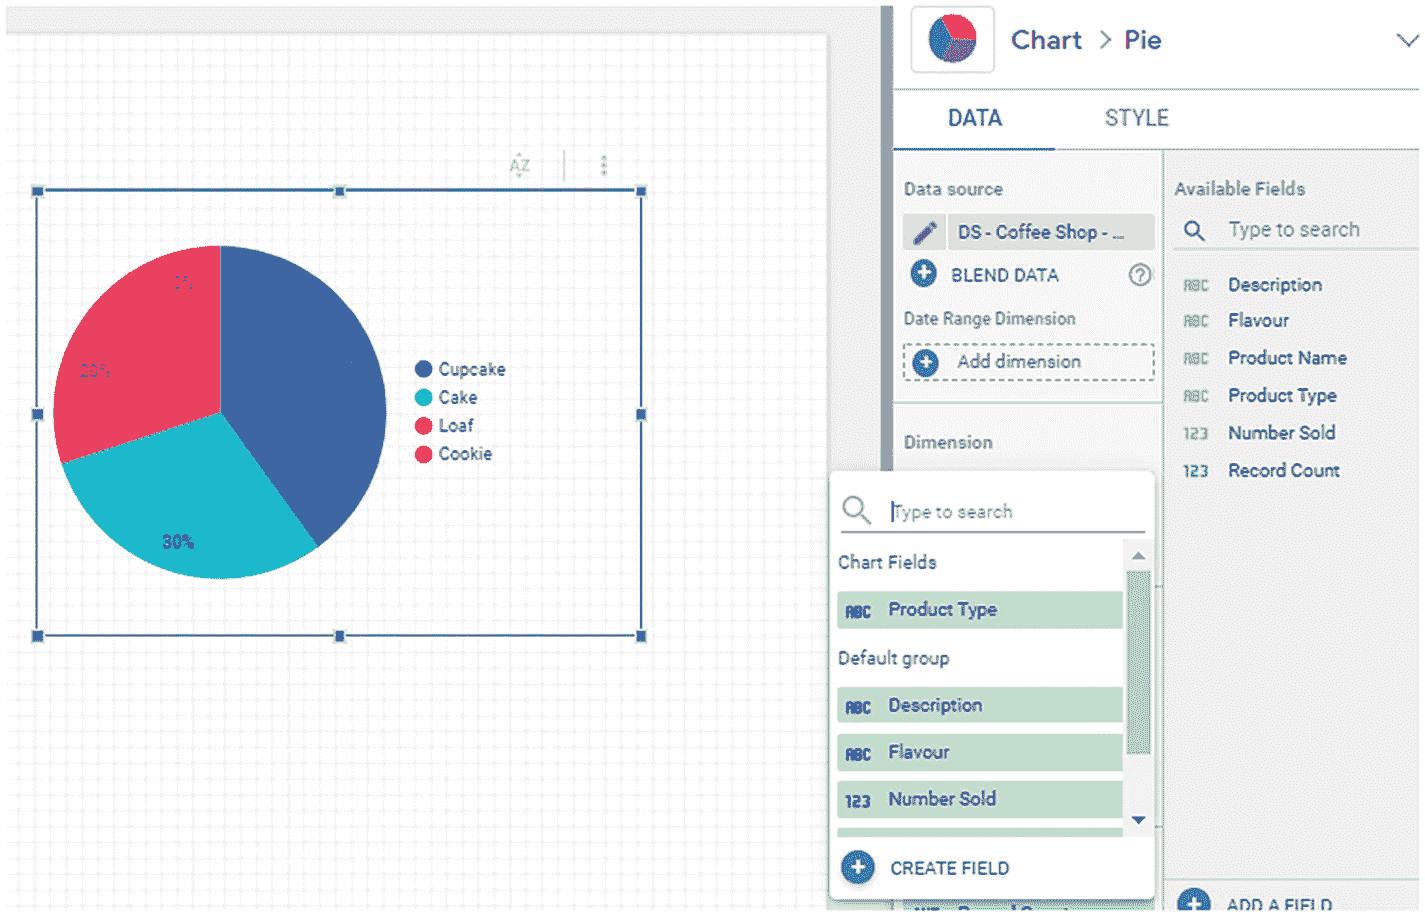 Chart > Pie
DATA
STYLE
AZ
Data source
DS - Coffee Shop - ...
BLEND DATA
?
Date Range Dimension
Add dimension
Dimension
Available Fields
Type to search
ABC Description
ABC Flavour
ABC Product Name
ABC Product Type
123 Number Sold
123 Record Count
20%
30%
Cupcake
Cake
Loaf
Cookie
Type to search
Chart Fields
ABC Product Type
Default group
ABC Description
ABC Flavour
123 Number Sold
CREATE FIELD
ADD A FIELD